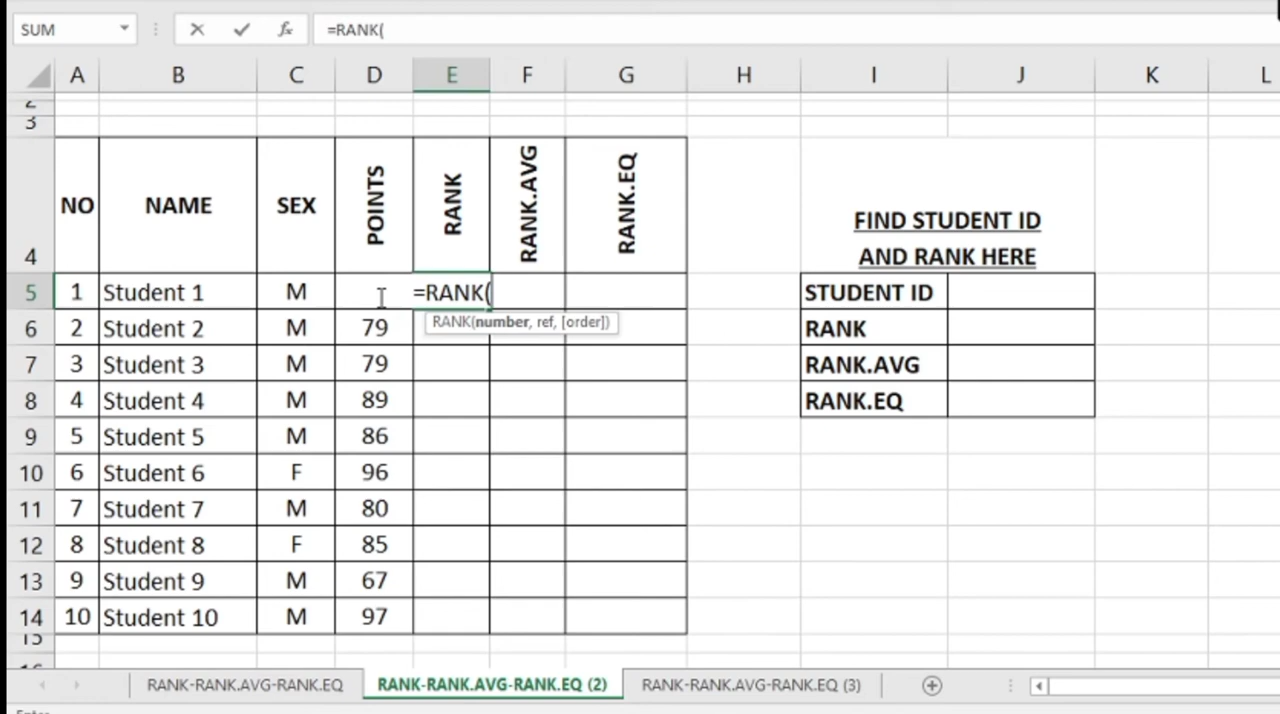 SUM =RANK(
A B C D E F G H I J K L
2
3
4 NO NAME SEX POINTS RANK RANK.AVG RANK.EQ FIND STUDENT ID
AND RANK HERE
5 1 Student 1 M =RANK( STUDENT ID
RANK(number, ref, [order])
6 2 Student 2 M 79 RANK
7 3 Student 3 M 79 RANK.AVG
8 4 Student 4 M 89 RANK.EQ
9 5 Student 5 M 86
10 6 Student 6 F 96
11 7 Student 7 M 80
12 8 Student 8 F 85
13 9 Student 9 M 67
14 10 Student 10 M 97
15
RANK-RANK.AVG-RANK.EQ RANK-RANK.AVG-RANK.EQ (2) RANK-RANK.AVG-RANK.EQ (3)